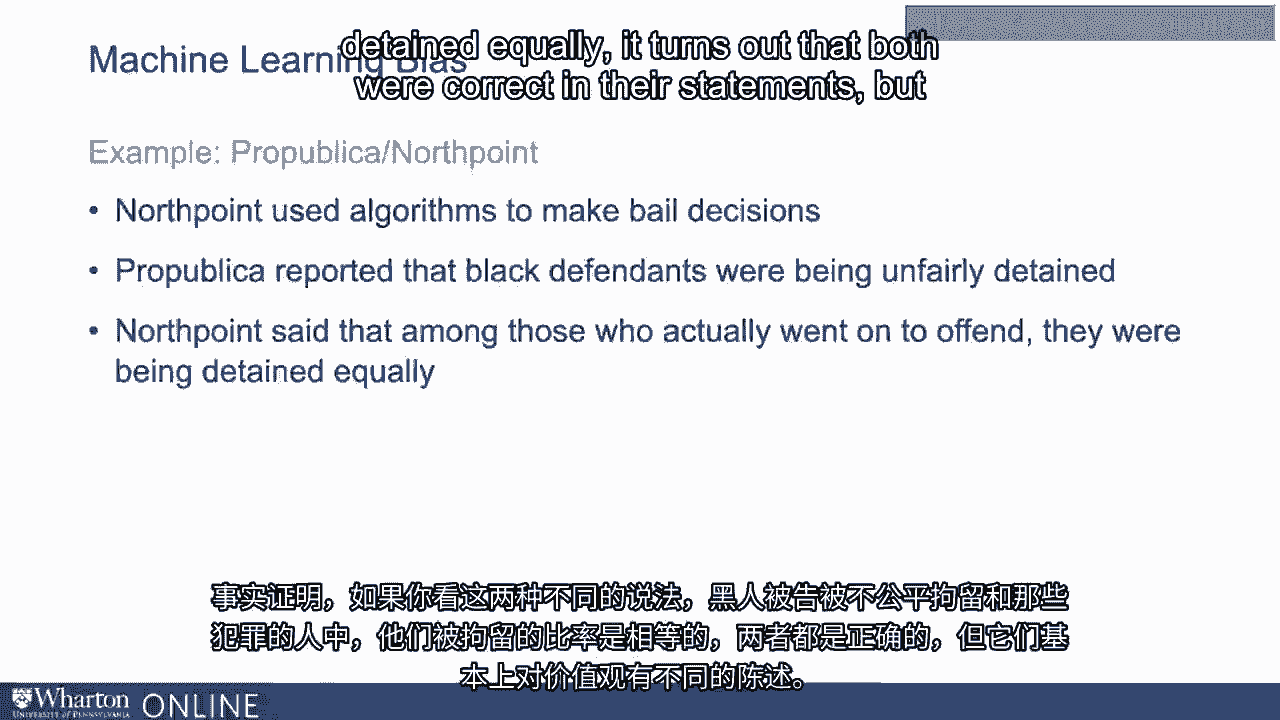 detained equally, it turns out that both
were correct in their statements, but
Machine Learning Bias
Example: Propublica/Northpoint
• Northpoint used algorithms to make bail decisions
• Propublica reported that black defendants were being unfairly detained
• Northpoint said that among those who actually went on to offend, they were
being detained equally
事实证明，如果你看这两种不同的说法，黑人被告被不公平拘留和那些
犯罪的人中，他们被拘留的比率是相等的，两者都是正确的，但它们基
本上对价值观有不同的陈述。
Wharton ONLINE
UNIVERSITY of PENNSYLVANIA